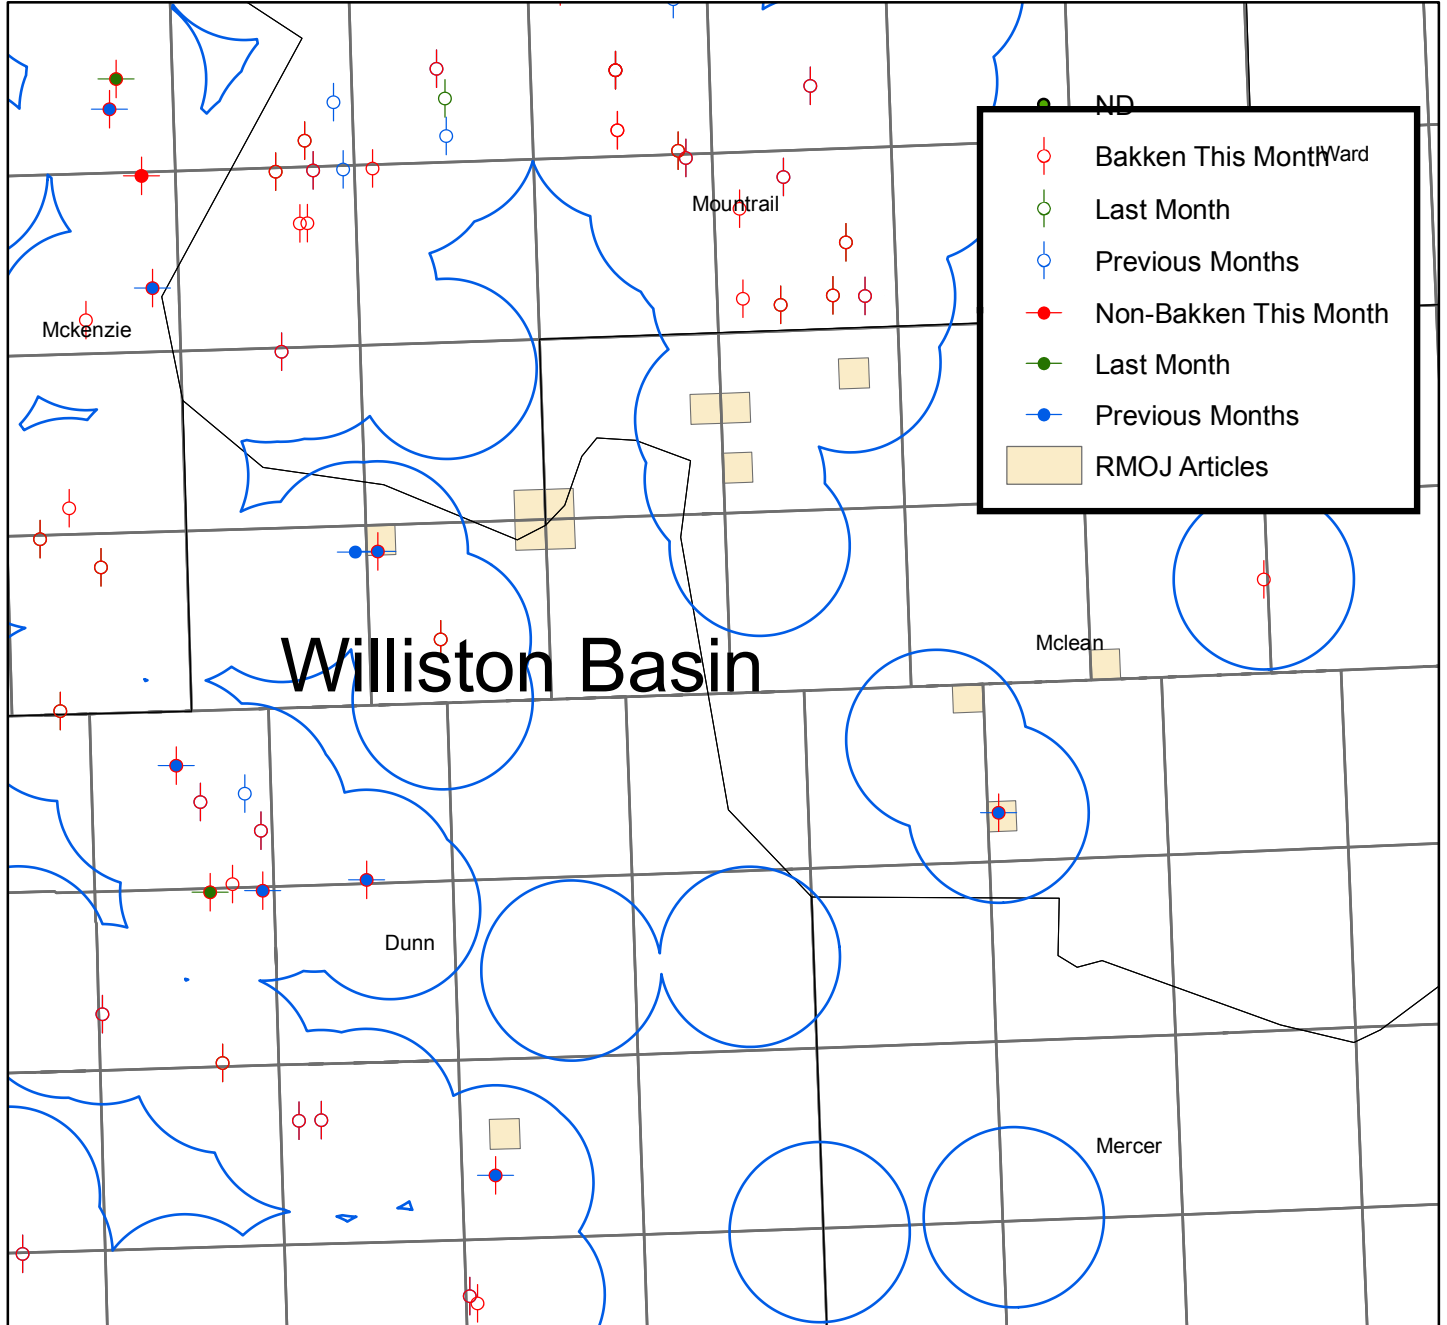 ND
Bakken This Month
Ward
Last Month
Mountrail
Previous Months
Non-Bakken This Month
Mckenzie
Last Month
Previous Months
RMOJ Articles
Mclean
Williston Basin
Dunn
Mercer